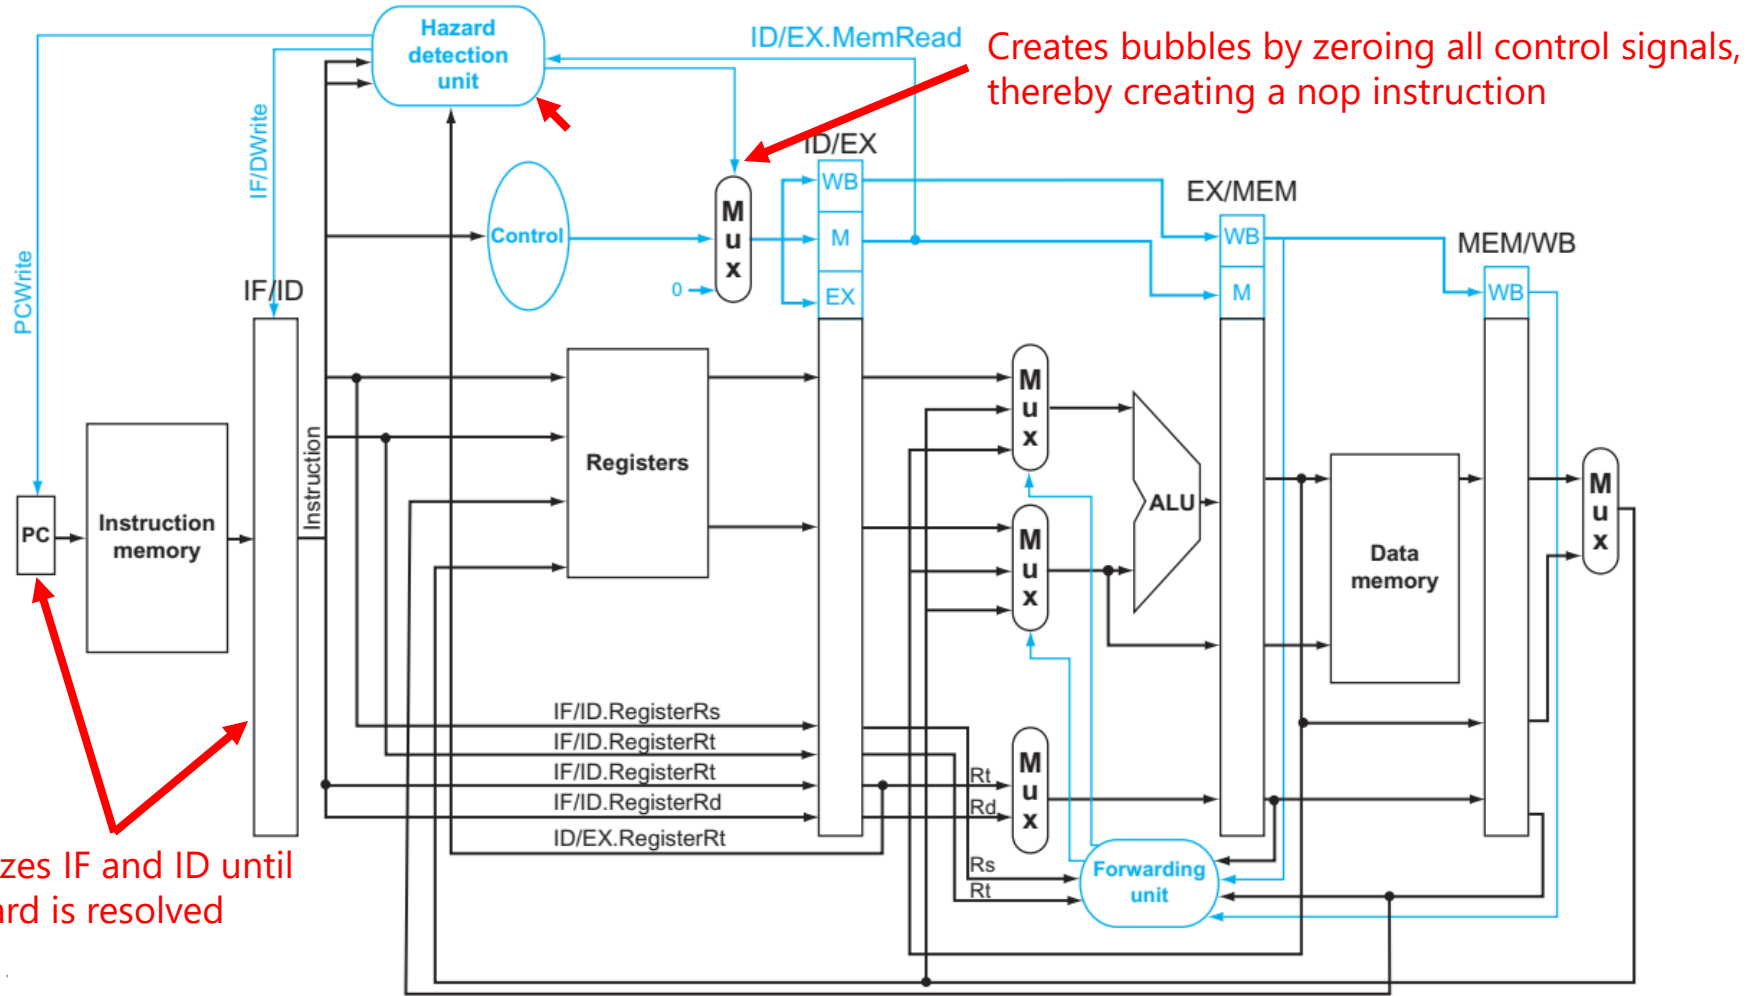 Hazard
detection
unit
ID/EX.MemRead
Creates bubbles by zeroing all control signals,
thereby creating a nop instruction
IF/DWrite
PCWrite
ID/EX
WB
M
EX
Control
M
u
x
0
EX/MEM
WB
M
MEM/WB
WB
IF/ID
Instruction
PC
Instruction
memory
Registers
M
u
x
M
u
x
ALU
Data
memory
M
u
x
IF/ID.RegisterRs
IF/ID.RegisterRt
IF/ID.RegisterRt
IF/ID.RegisterRd
ID/EX.RegisterRt
Rt
Rd
M
u
x
Rs
Rt
Forwarding
unit
zes IF and ID until
ard is resolved